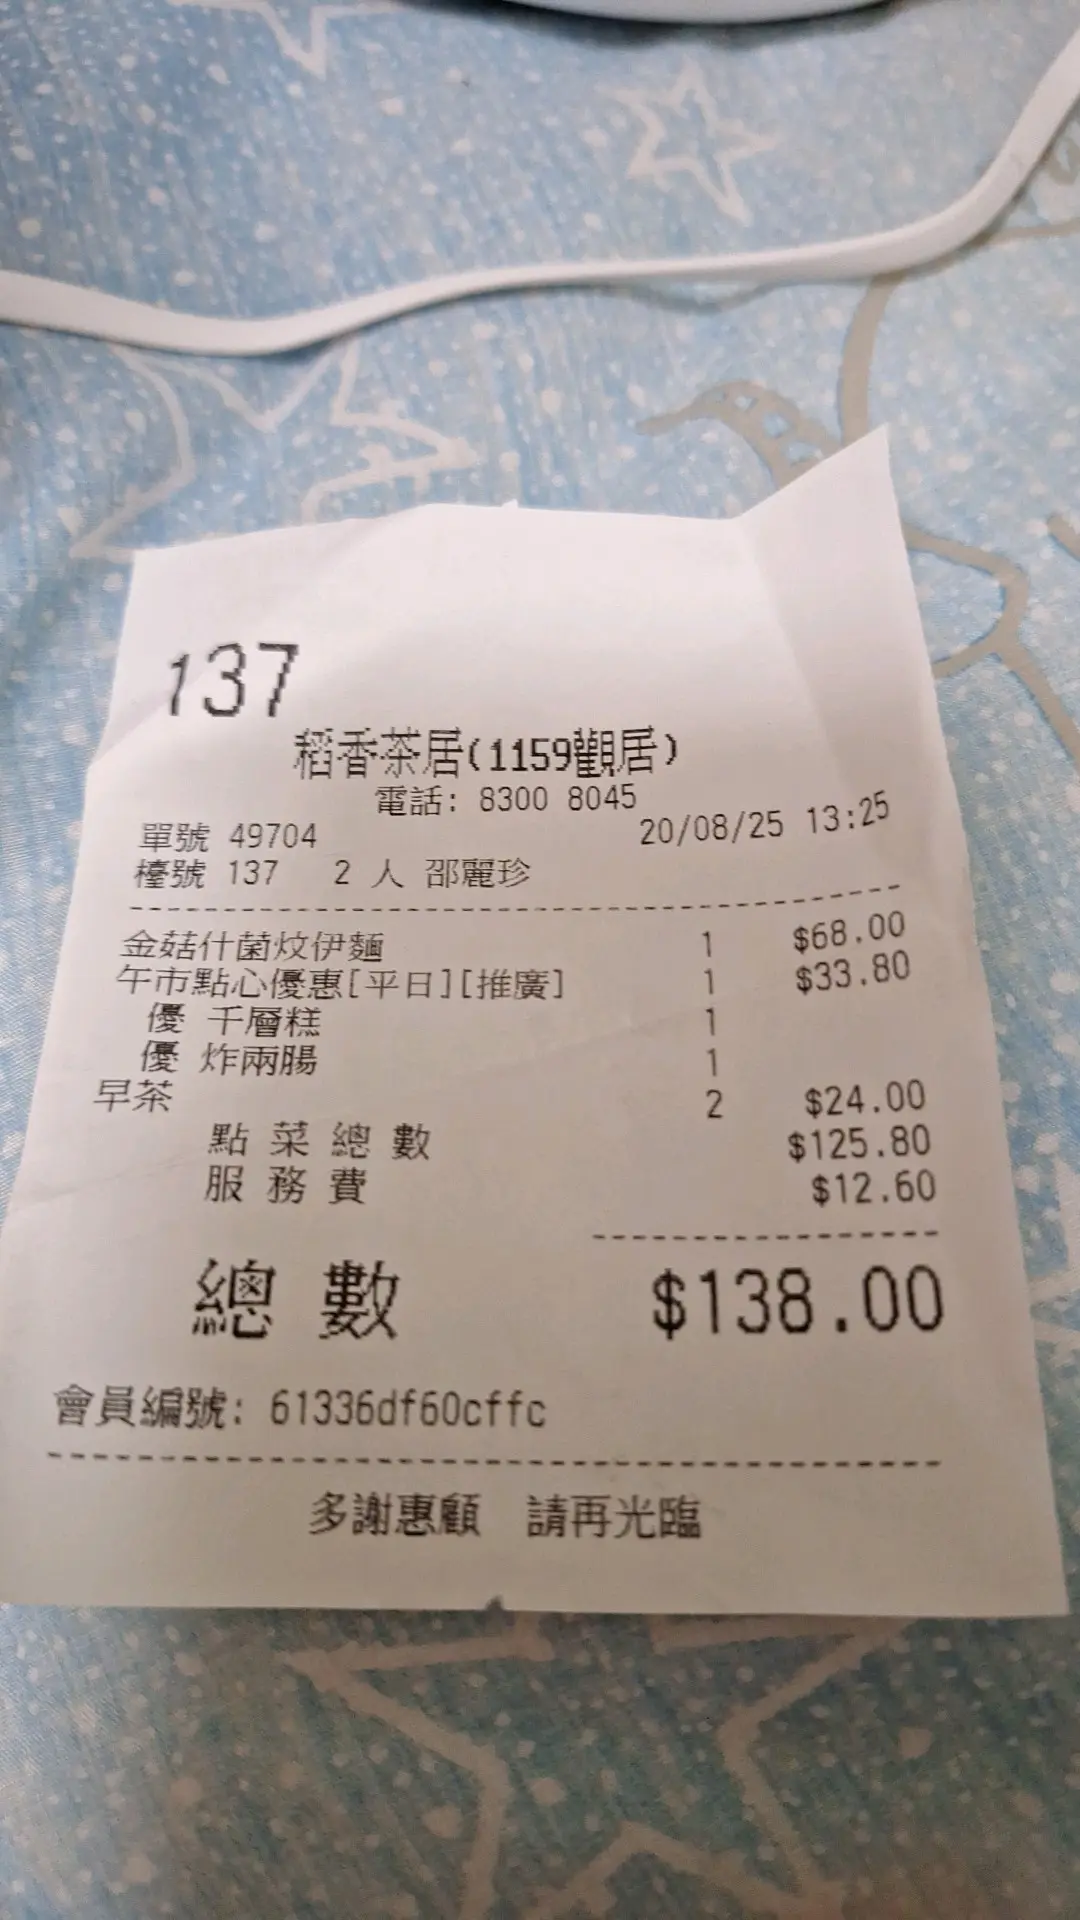 137
稻香茶居(1159觀居)
電話: 8300 8045
單號 49704 20/08/25 13:25
檯號 137 2 人 邵麗珍
金菇什菌炆伊麵 1 $68.00
午市點心優惠[平日][推廣] 1 $33.80
優 千層糕 1
優 炸兩腸 1
早茶 2 $24.00
點 菜 總 數 $125.80
服 務 費 $12.60
總 數 $138.00
會員編號: 61336df60cffc
多謝惠顧 請再光臨